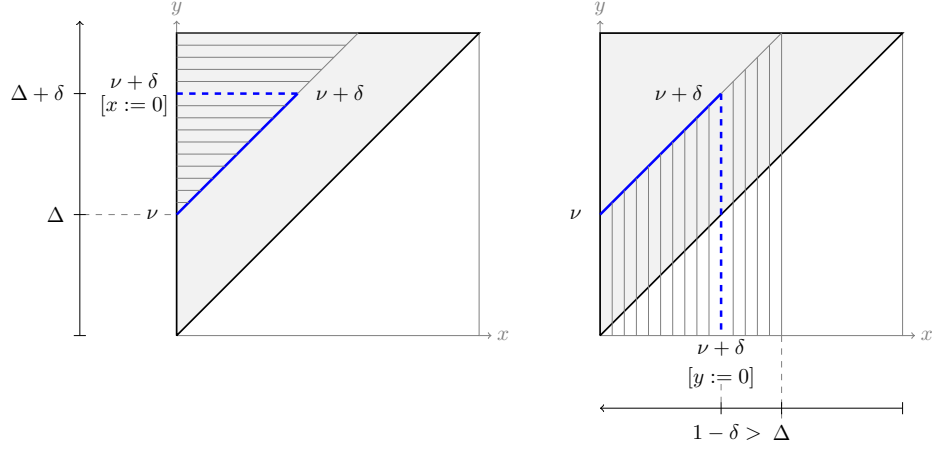 y
Δ + δ
ν + δ
[x := 0]
ν + δ
Δ
ν
x
y
ν + δ
ν
x
ν + δ
[y := 0]
1 − δ > Δ